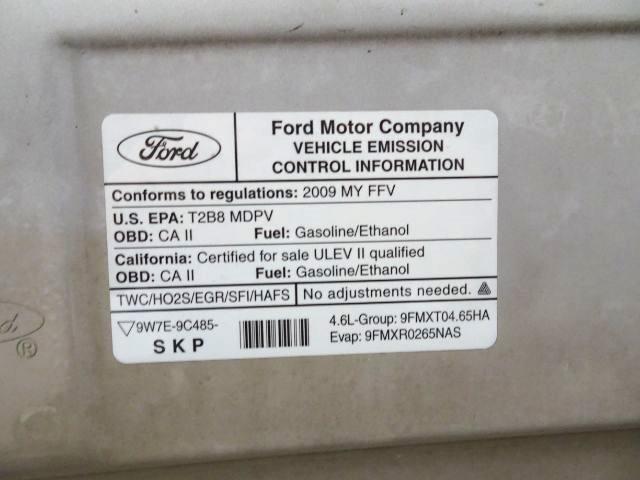 Ford
Ford Motor Company
VEHICLE EMISSION
CONTROL INFORMATION
Conforms to regulations: 2009 MY FFV
U.S. EPA: T2B8 MDPV
OBD: CA II Fuel: Gasoline/Ethanol
California: Certified for sale ULEV II qualified
OBD: CA II Fuel: Gasoline/Ethanol
TWC/HO2S/EGR/SFI/HAFS No adjustments needed.
9W7E-9C485-
SKP
4.6L-Group: 9FMXT04.65HA
Evap: 9FMXR0265NAS
®